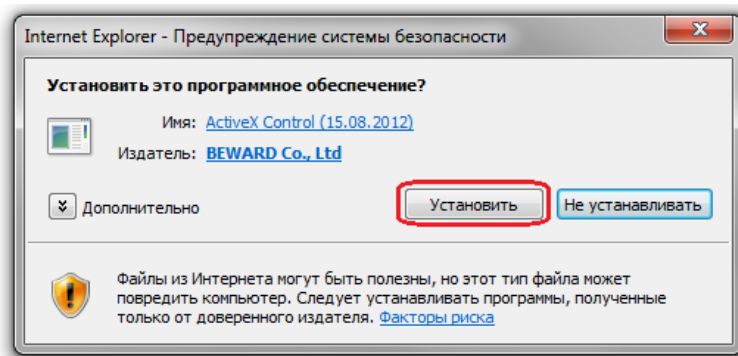 Internet Explorer - Предупреждение системы безопасности
Установить это программное обеспечение?
Имя: ActiveX Control (15.08.2012)
Издатель: BEWARD Co., Ltd
Дополнительно
Установить
Не устанавливать
Файлы из Интернета могут быть полезны, но этот тип файла может
повредить компьютер. Следует устанавливать программы, полученные
только от доверенного издателя. Факторы риска